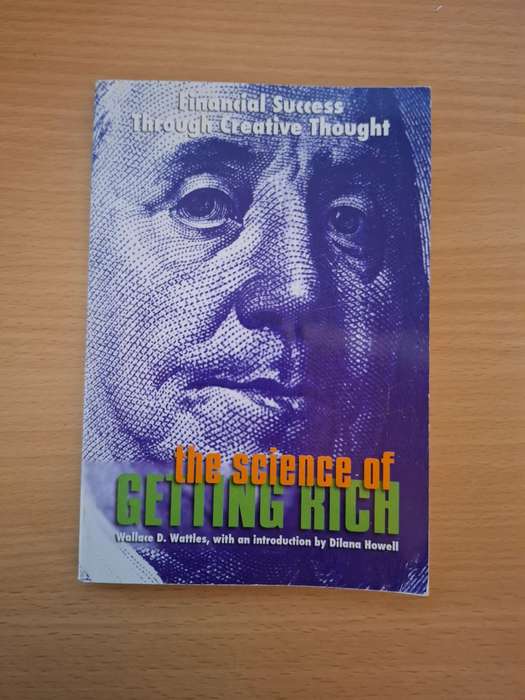 Financial Success
Through Creative Thought
the science of
GETTING RICH
Wallace D. Wattles, with an introduction by Dilana Howell